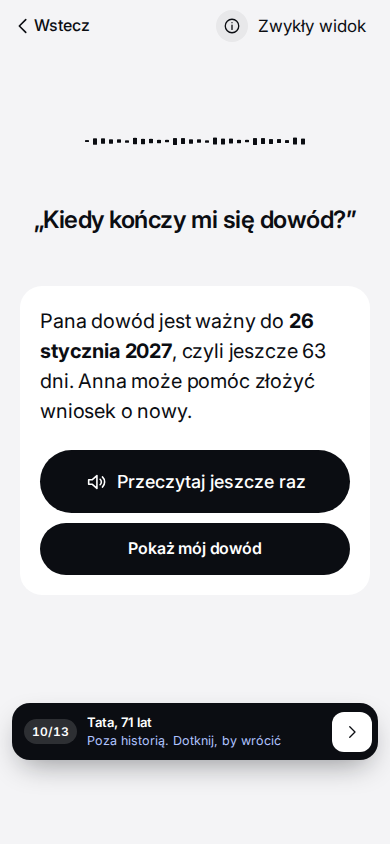 Wstecz
Zwykły widok
„Kiedy kończy mi się dowód?”
Pana dowód jest ważny do 26
stycznia 2027, czyli jeszcze 63
dni. Anna może pomóc złożyć
wniosek o nowy.
Przeczytaj jeszcze raz
Pokaż mój dowód
10/13
Tata, 71 lat
Poza historią. Dotknij, by wrócić